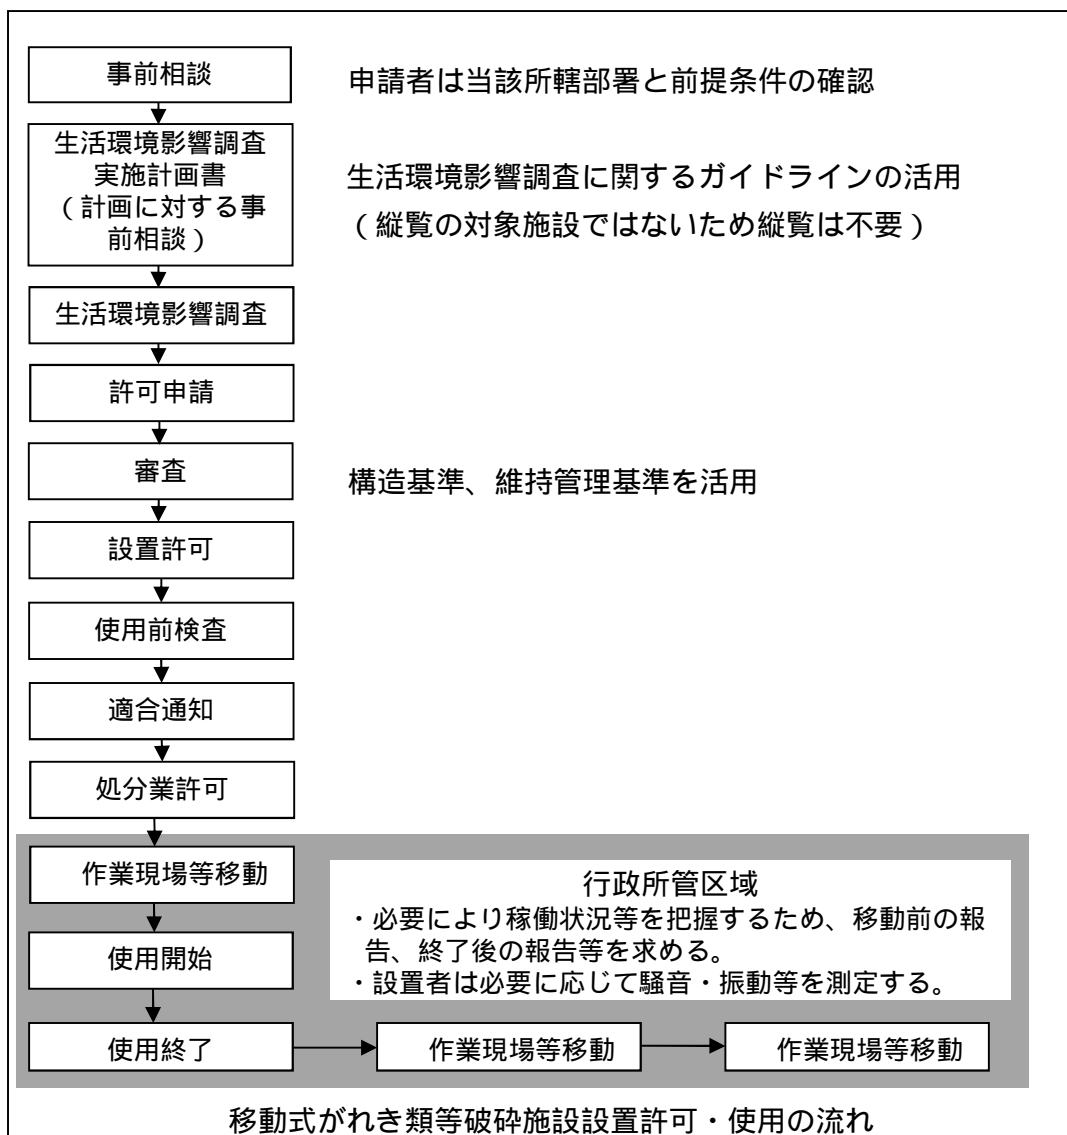 事前相談
申請者は当該所轄部署と前提条件の確認
生活環境影響調査
実施計画書
（計画に対する事
前相談）
生活環境影響調査に関するガイドラインの活用
（縦覧の対象施設ではないため縦覧は不要）
生活環境影響調査
許可申請
審査
構造基準、維持管理基準を活用
設置許可
使用前検査
適合通知
処分業許可
作業現場等移動
行政所管区域
・必要により稼働状況等を把握するため、移動前の報
告、終了後の報告等を求める。
・設置者は必要に応じて騒音・振動等を測定する。
使用開始
使用終了
作業現場等移動
作業現場等移動
移動式がれき類等破砕施設設置許可・使用の流れ